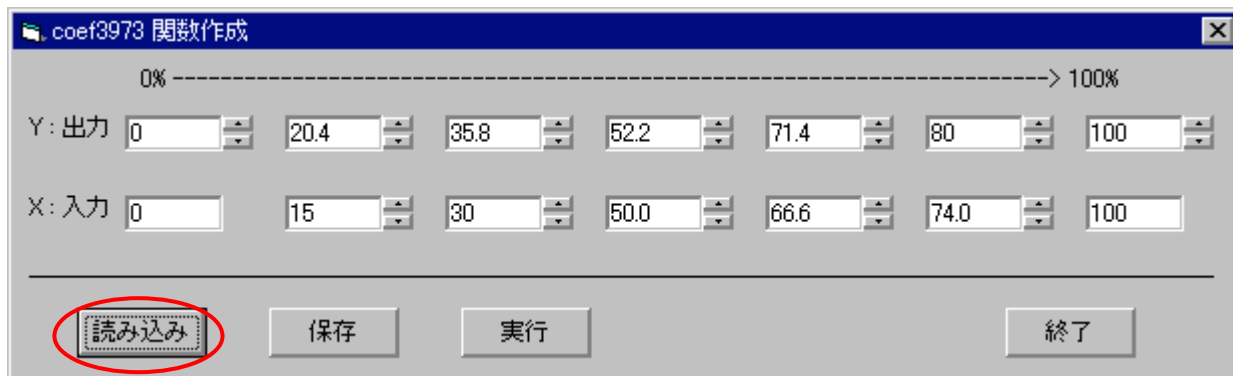 coef3973 関数作成
0% -------------------------------------------------------------------------> 100%
Y : 出力 0 20.4 35.8 52.2 71.4 80 100
X : 入力 0 15 30 50.0 66.6 74.0 100
読み込み 保存 実行 終了